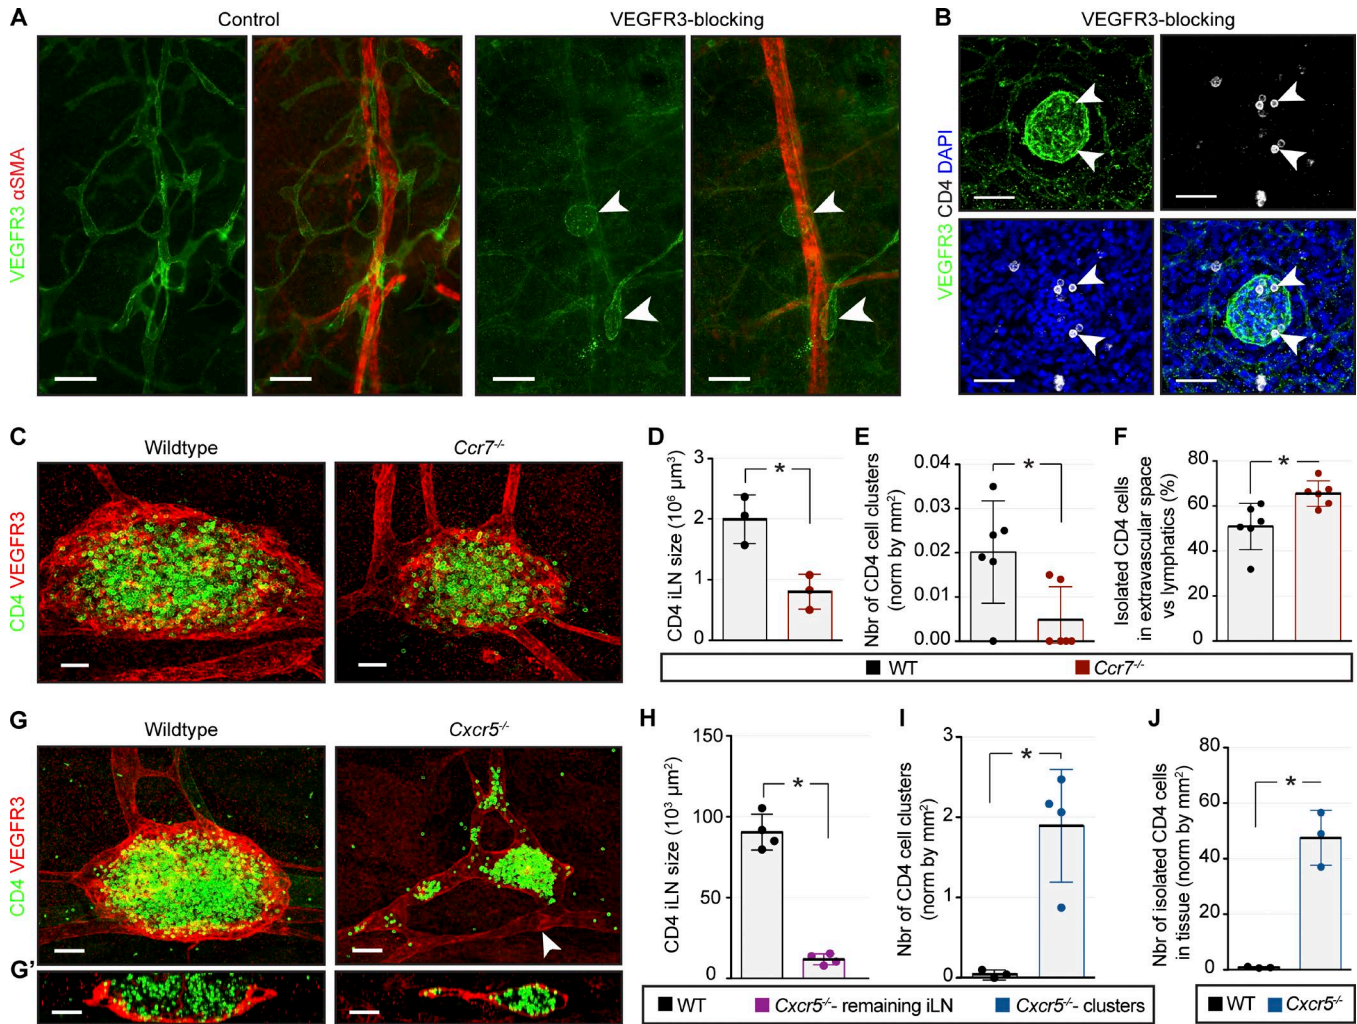 A
Control
VEGFR3-blocking
VEGFR3 αSMA
B
VEGFR3-blocking
VEGFR3 CD4 DAPI
C
Wildtype
Ccr7-/-
CD4 VEGFR3
D
CD4 iLN size (10⁶ µm³)
3
2
1
0
*
E
Nbr of CD4 cell clusters
(norm by mm²)
0.04
0.03
0.02
0.01
0.00
*
F
Isolated CD4 cells
in extravascular space
vs lymphatics (%)
80
60
40
20
0
*
WT
Ccr7-/-
G
Wildtype
Cxcr5-/-
CD4 VEGFR3
G'
H
CD4 iLN size (10³ µm²)
150
100
50
0
*
I
Nbr of CD4 cell clusters
(norm by mm²)
3
2
1
0
*
J
Nbr of isolated CD4 cells
in tissue (norm by mm²)
80
60
40
20
0
*
WT
Cxcr5-/-- remaining iLN
Cxcr5-/-- clusters
WT
Cxcr5-/-